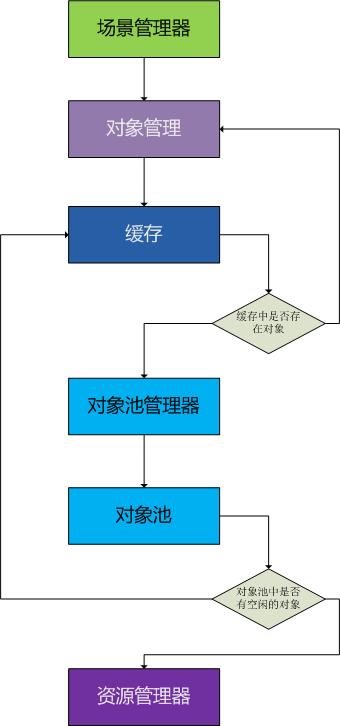 场景管理器
对象管理
缓存
缓存中是否存
在对象
对象池管理器
对象池
对象池中是否
有空闲的对象
资源管理器